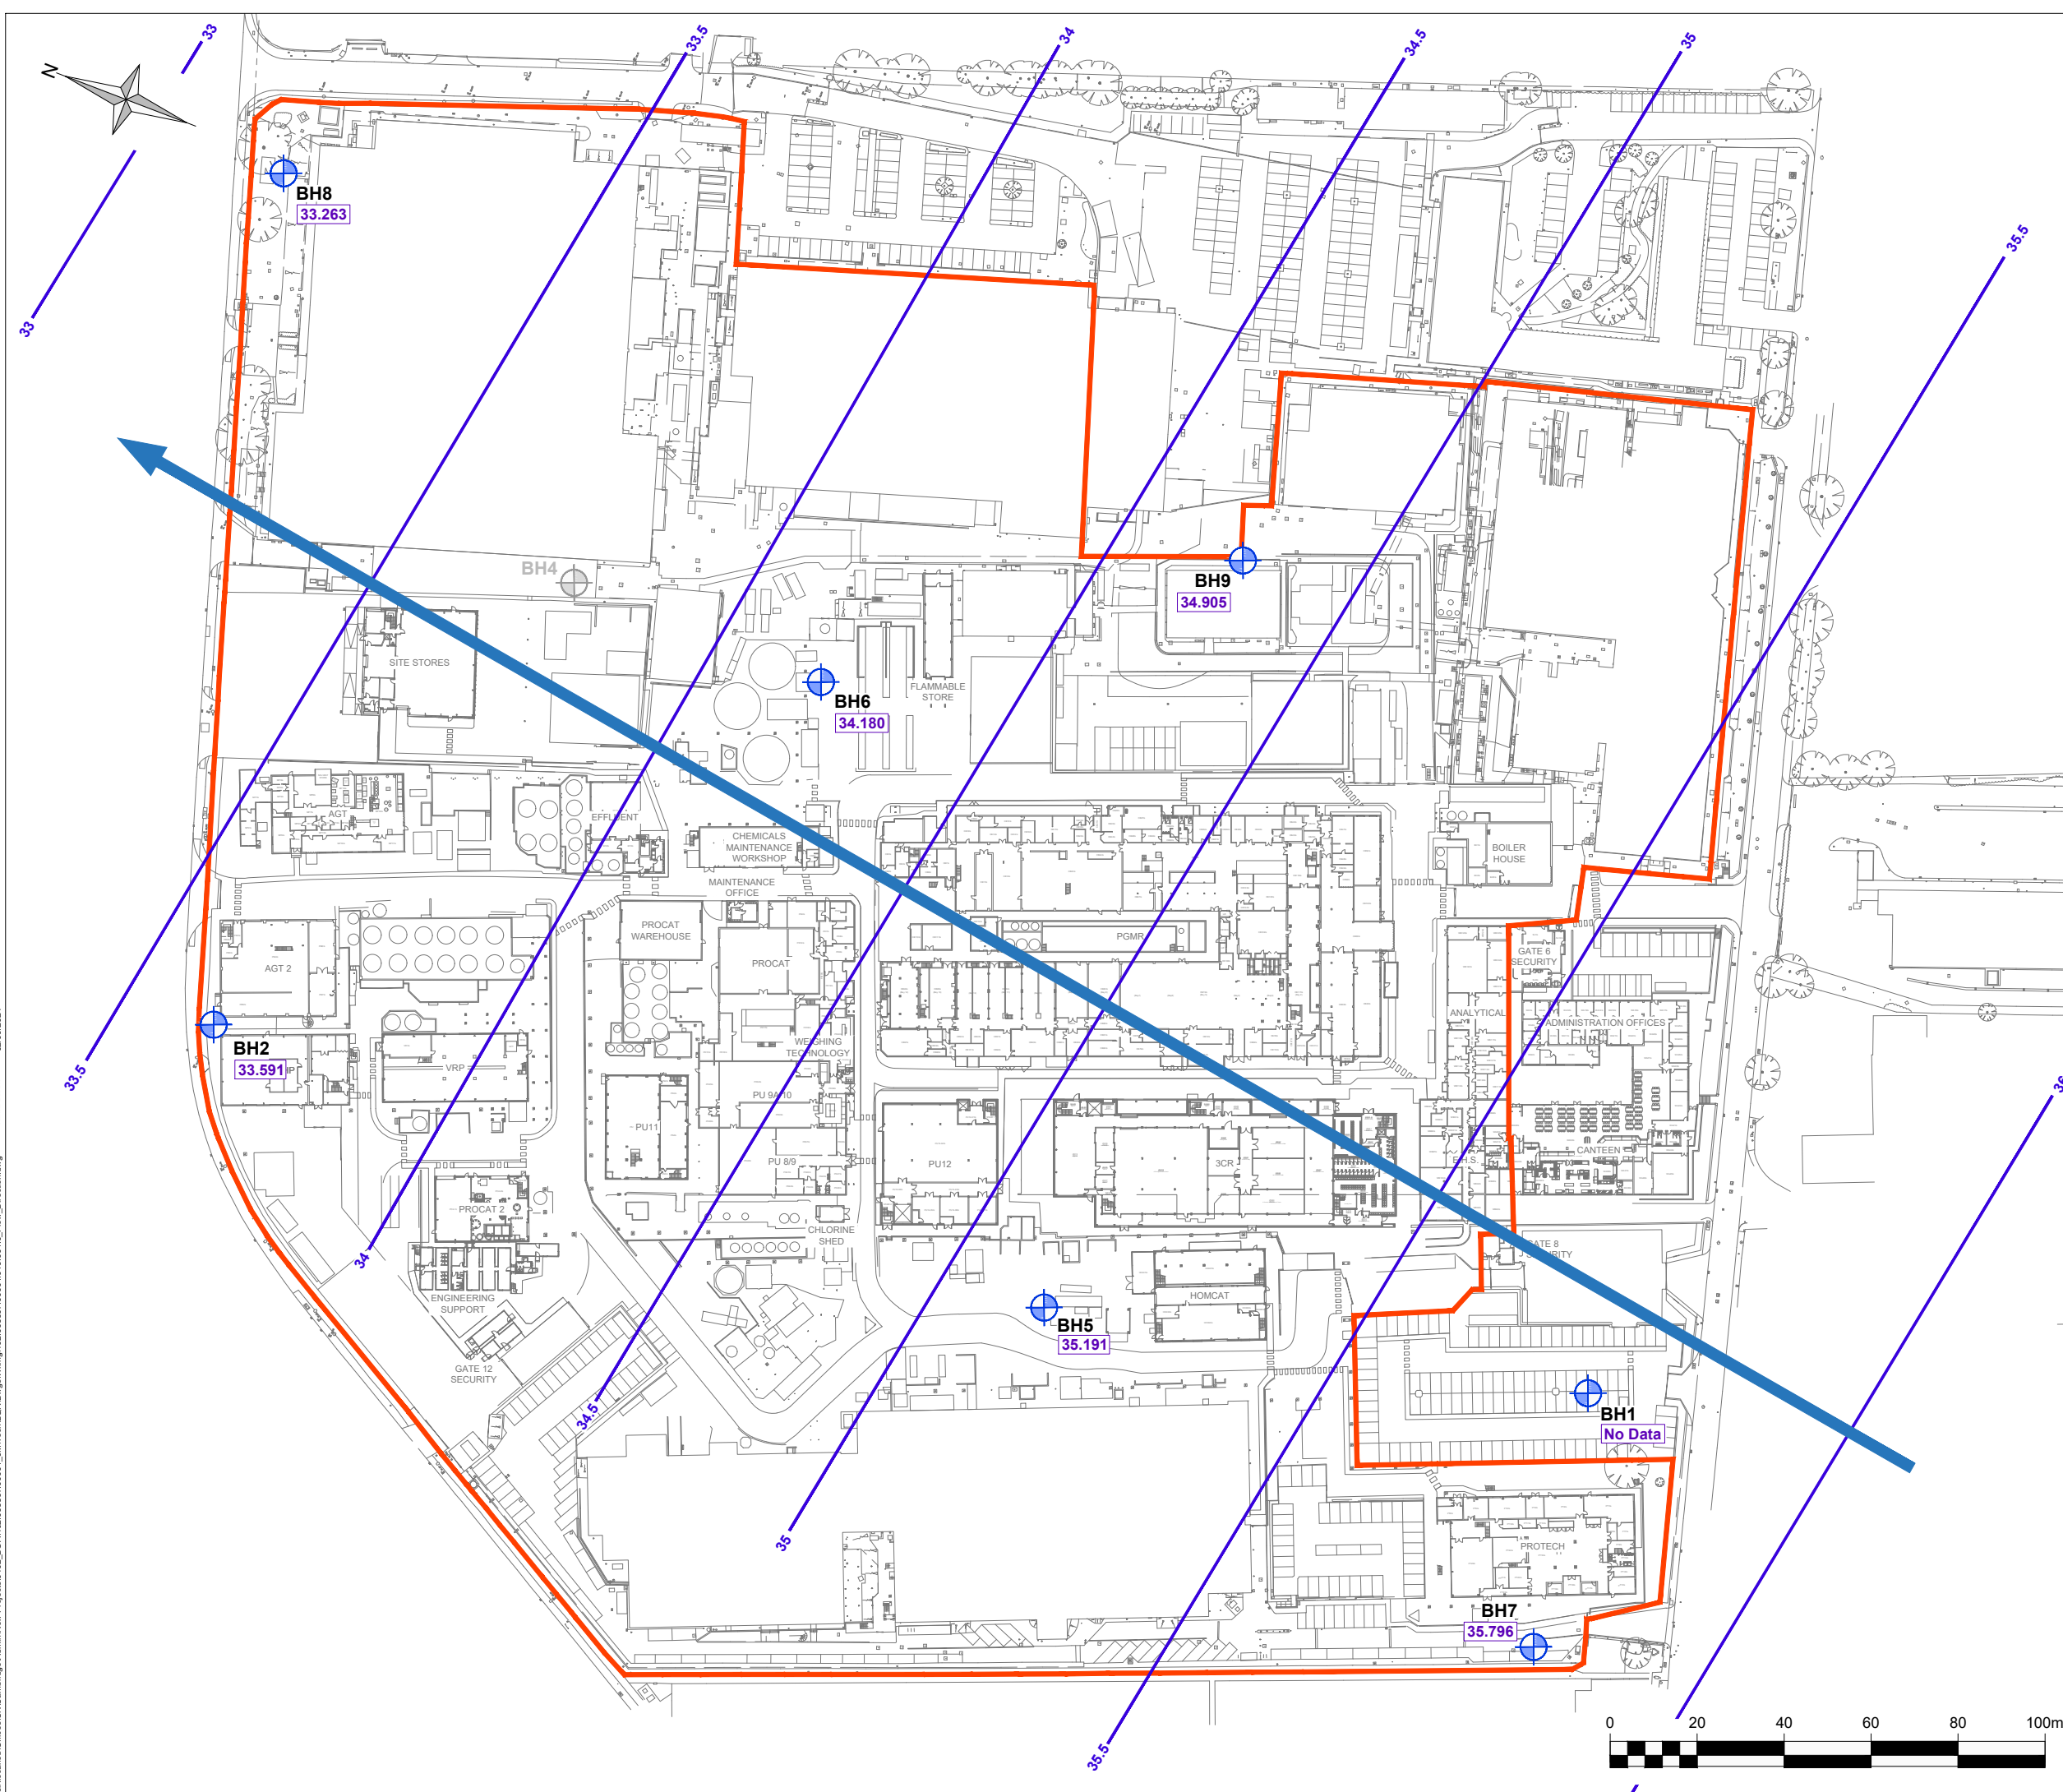 33
33.5
34
34.5
35
N
BH8
33.263
35.5
33
BH4
BH9
34.905
SITE STORES
BH6
34.180
FLAMMABLE
STORE
AGT
EFFLUENT
CHEMICALS
MAINTENANCE
WORKSHOP
BOILER
HOUSE
MAINTENANCE
OFFICE
PROCAT
WAREHOUSE
PGMR
GATE 6
SECURITY
AGT 2
PROCAT
ANALYTICAL
ADMINISTRATION OFFICES
BH2
33.591
WEIGHING
TECHNOLOGY
VRP
33.5
PU 9A/10
36
PU11
PU 8/9
PU12
3CR
E.H.S.
CANTEEN
PROCAT 2
CHLORINE
SHED
34
GATE 8
SECURITY
ENGINEERING
SUPPORT
HOMCAT
BH5
35.191
GATE 12
SECURITY
34.5
BH1
No Data
35
PROTECH
BH7
35.796
35.5
0 20 40 60 80 100m